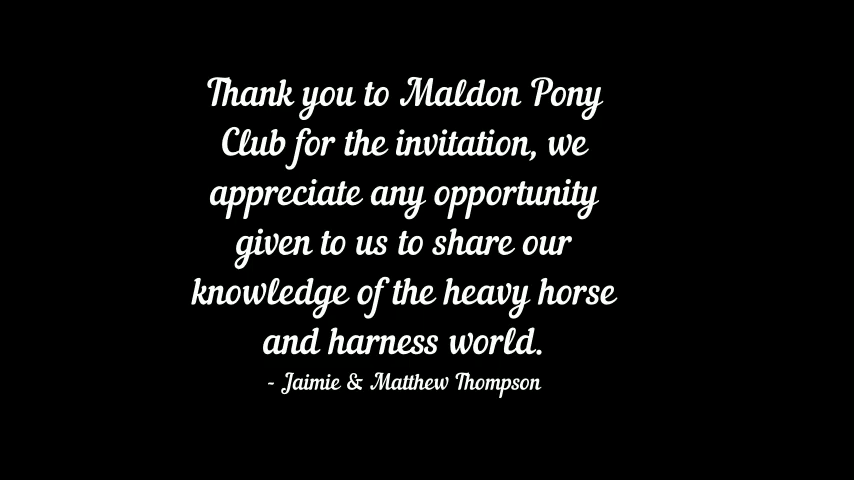 Thank you to Maldon Pony
Club for the invitation, we
appreciate any opportunity
given to us to share our
knowledge of the heavy horse
and harness world.
- Jaimie & Matthew Thompson